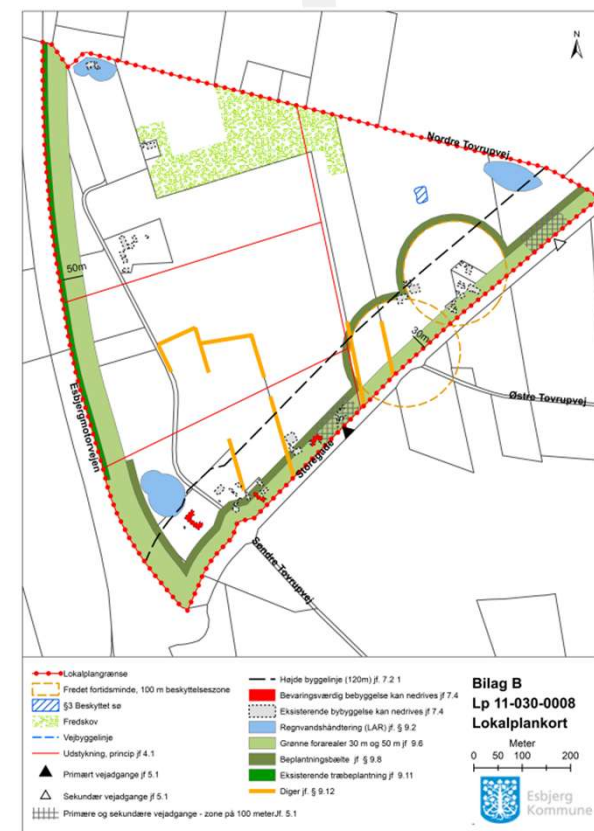 N
Nordre Tovrupvej
50m
30m
Østre Tovrupvej
Esbjergmotorvejen
Storegade
Søndre Tovrupvej
Lokalplangrænse
Fredet fortidsminde, 100 m beskyttelseszone
§3 Beskyttet sø
Fredskov
Vejbyggelinje
Udstykning, princip jf 4.1
Primært vejadgange jf 5.1
Sekundær vejadgang jf 5.1
Primære og sekundære vejadgange - zone på 100 meterJf. 5.1
Højde byggelinje (120m) jf. 7.2 1
Bevaringsværdig bebyggelse kan nedrives jf 7.4
Eksisterende bybyggelse kan nedrives jf 7.4
Regnvandshåndtering (LAR) jf. § 9.2
Grønne forarealer 30 m og 50 m jf 9.6
Beplantningsbælte jf § 9.8
Eksisterende træbeplantning jf 9.11
Diger jf. § 9.12
Bilag B
Lp 11-030-0008
Lokalplankort
Meter
0 50 100 200
Esbjerg
Kommune